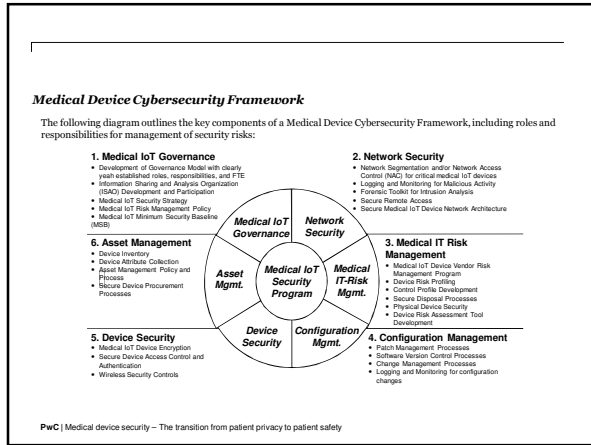 Medical Device Cybersecurity Framework
The following diagram outlines the key components of a Medical Device Cybersecurity Framework, including roles and
responsibilities for management of security risks:
1. Medical IoT Governance
• Development of Governance Model with clearly
yeah established roles, responsibilities, and FTE
• Information Sharing and Analysis Organization
(ISAO) Development and Participation
• Medical IoT Security Strategy
• Medical IoT Risk Management Policy
• Medical IoT Minimum Security Baseline
(MSB)
2. Network Security
• Network Segmentation and/or Network Access
Control (NAC) for critical medical IoT devices
• Logging and Monitoring for Malicious Activity
• Forensic Toolkit for Intrusion Analysis
• Secure Remote Access
• Secure Medical IoT Device Network Architecture
6. Asset Management
• Device Inventory
• Device Attribute Collection
• Asset Management Policy and
Process
• Secure Device Procurement
Processes
3. Medical IT Risk
Management
• Medical IoT Device Vendor Risk
Management Program
• Device Risk Profiling
• Control Profile Development
• Secure Disposal Processes
• Physical Device Security
• Device Risk Assessment Tool
Development
5. Device Security
• Medical IoT Device Encryption
• Secure Device Access Control and
Authentication
• Wireless Security Controls
4. Configuration Management
• Patch Management Processes
• Software Version Control Processes
• Change Management Processes
• Logging and Monitoring for configuration
changes
Medical IoT
Governance
Network
Security
Asset
Mgmt.
Medical IoT
Security
Program
Medical
IT-Risk
Mgmt.
Device
Security
Configuration
Mgmt.
PwC | Medical device security – The transition from patient privacy to patient safety